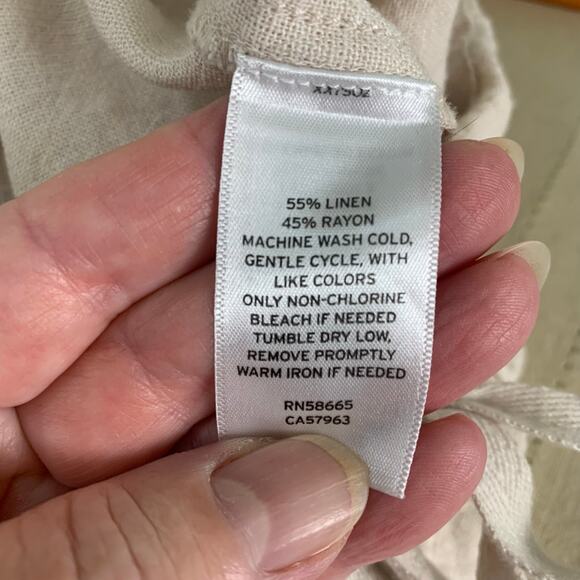 55% LINEN
45% RAYON
MACHINE WASH COLD,
GENTLE CYCLE, WITH
LIKE COLORS
ONLY NON-CHLORINE
BLEACH IF NEEDED
TUMBLE DRY LOW,
REMOVE PROMPTLY
WARM IRON IF NEEDED
RN58665
CA57963